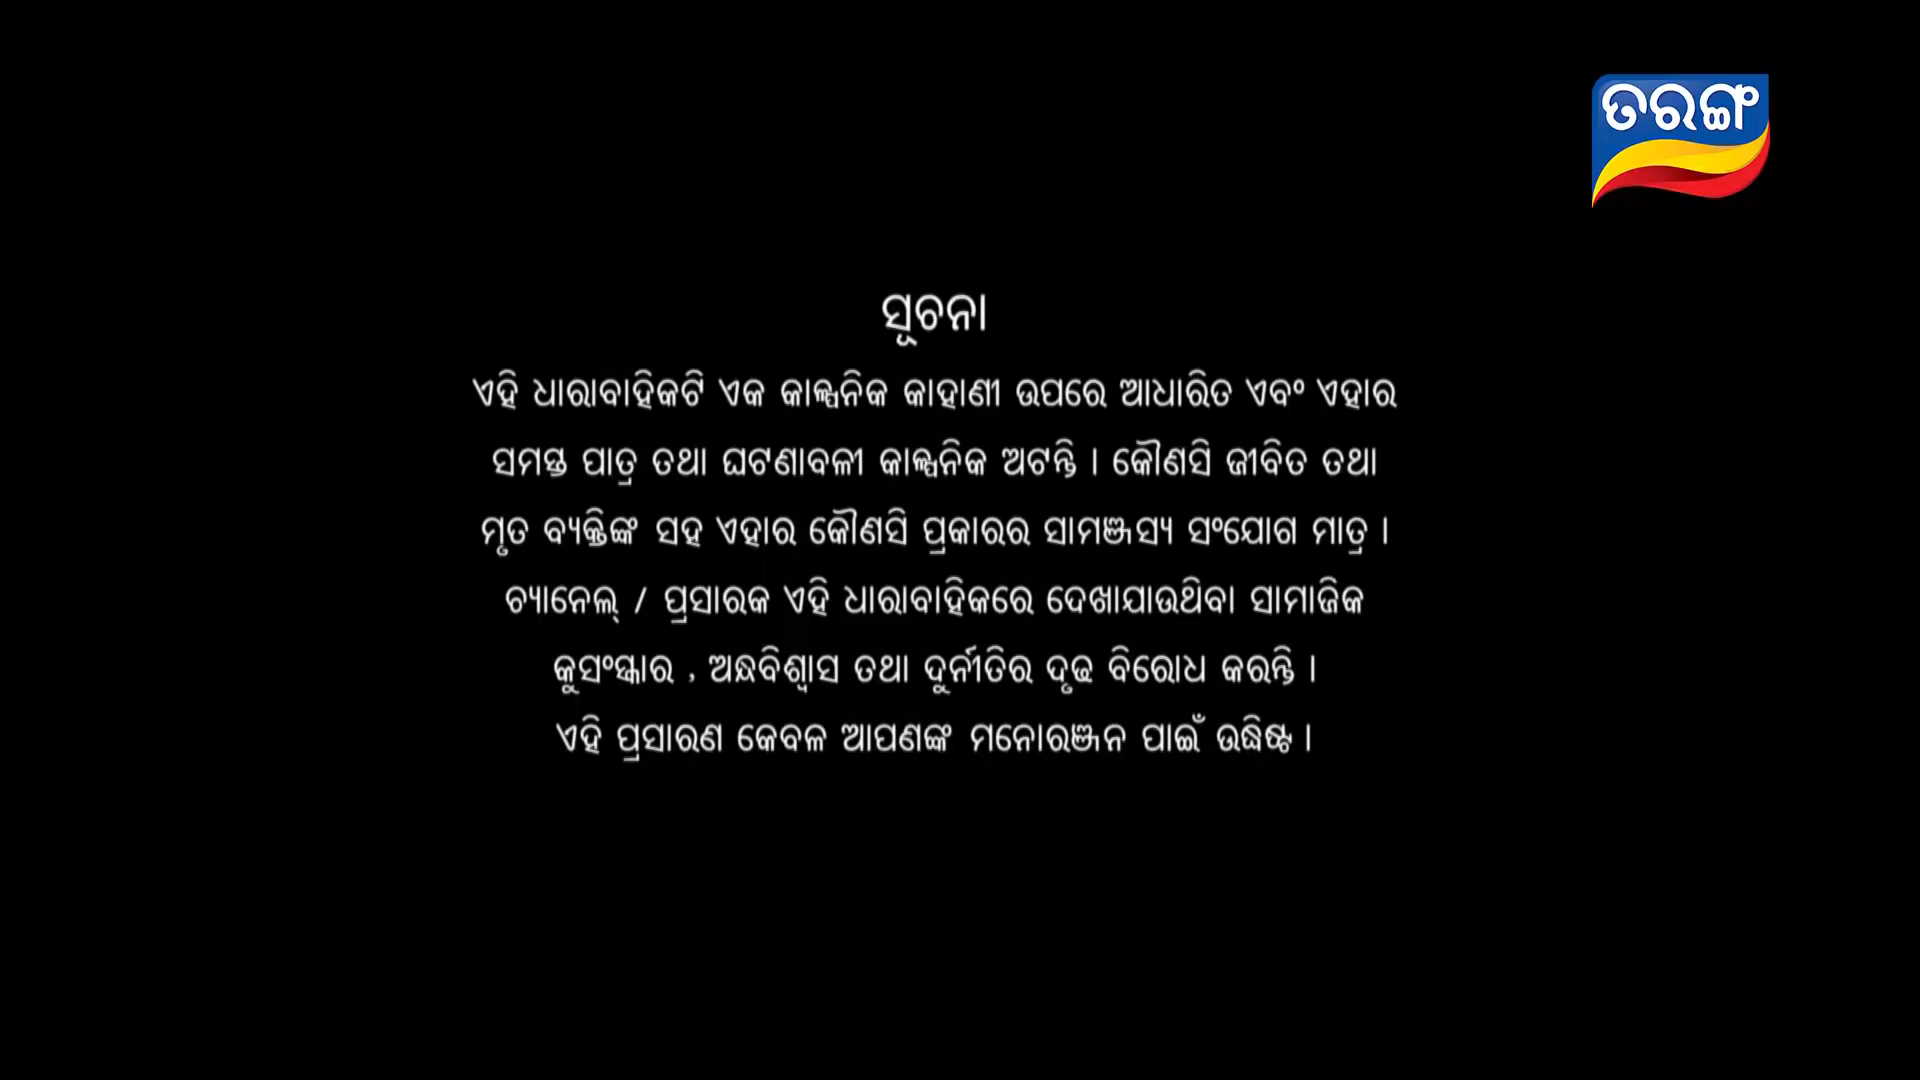 ତରଙ୍ଗ
ସୂଚନା
ଏହି ଧାରାବାହିକଟି ଏକ କାଳ୍ପନିକ କାହାଣୀ ଉପରେ ଆଧାରିତ ଏବଂ ଏହାର
ସମସ୍ତ ପାତ୍ର ତଥା ଘଟଣାବଳୀ କାଳ୍ପନିକ ଅଟନ୍ତି । କୌଣସି ଜୀବିତ ତଥା
ମୃତ ବ୍ୟକ୍ତିଙ୍କ ସହ ଏହାର କୌଣସି ପ୍ରକାରର ସାମଞ୍ଜସ୍ୟ ସଂଯୋଗ ମାତ୍ର ।
ଚ୍ୟାନେଲ୍ / ପ୍ରସାରକ ଏହି ଧାରାବାହିକରେ ଦେଖାଯାଉଥିବା ସାମାଜିକ
କୁସଂସ୍କାର , ଅନ୍ଧବିଶ୍ୱାସ ତଥା ଦୁର୍ନୀତିର ଦୃଢ ବିରୋଧ କରନ୍ତି ।
ଏହି ପ୍ରସାରଣ କେବଳ ଆପଣଙ୍କ ମନୋରଞ୍ଜନ ପାଇଁ ଉଦ୍ଧିଷ୍ଟ ।